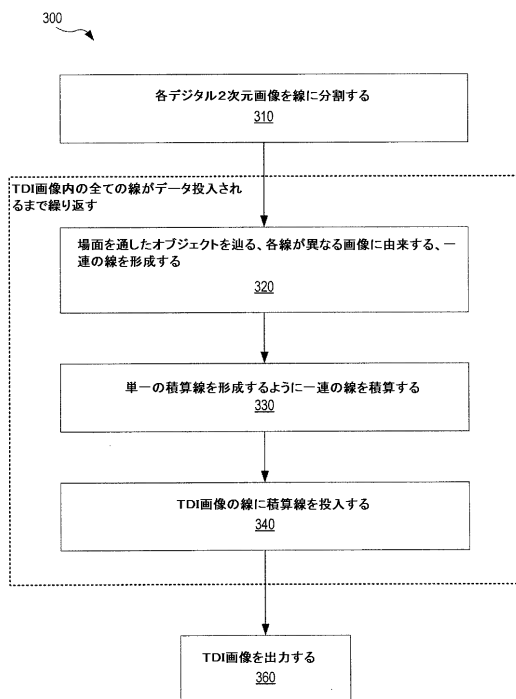 300
各デジタル2次元画像を線に分割する
310
TDI画像内の全ての線がデータ投入され
るまで繰り返す
場面を通したオブジェクトを辿る、各線が異なる画像に由来する、一
連の線を形成する
320
単一の積算線を形成するように一連の線を積算する
330
TDI画像の線に積算線を投入する
340
TDI画像を出力する
360